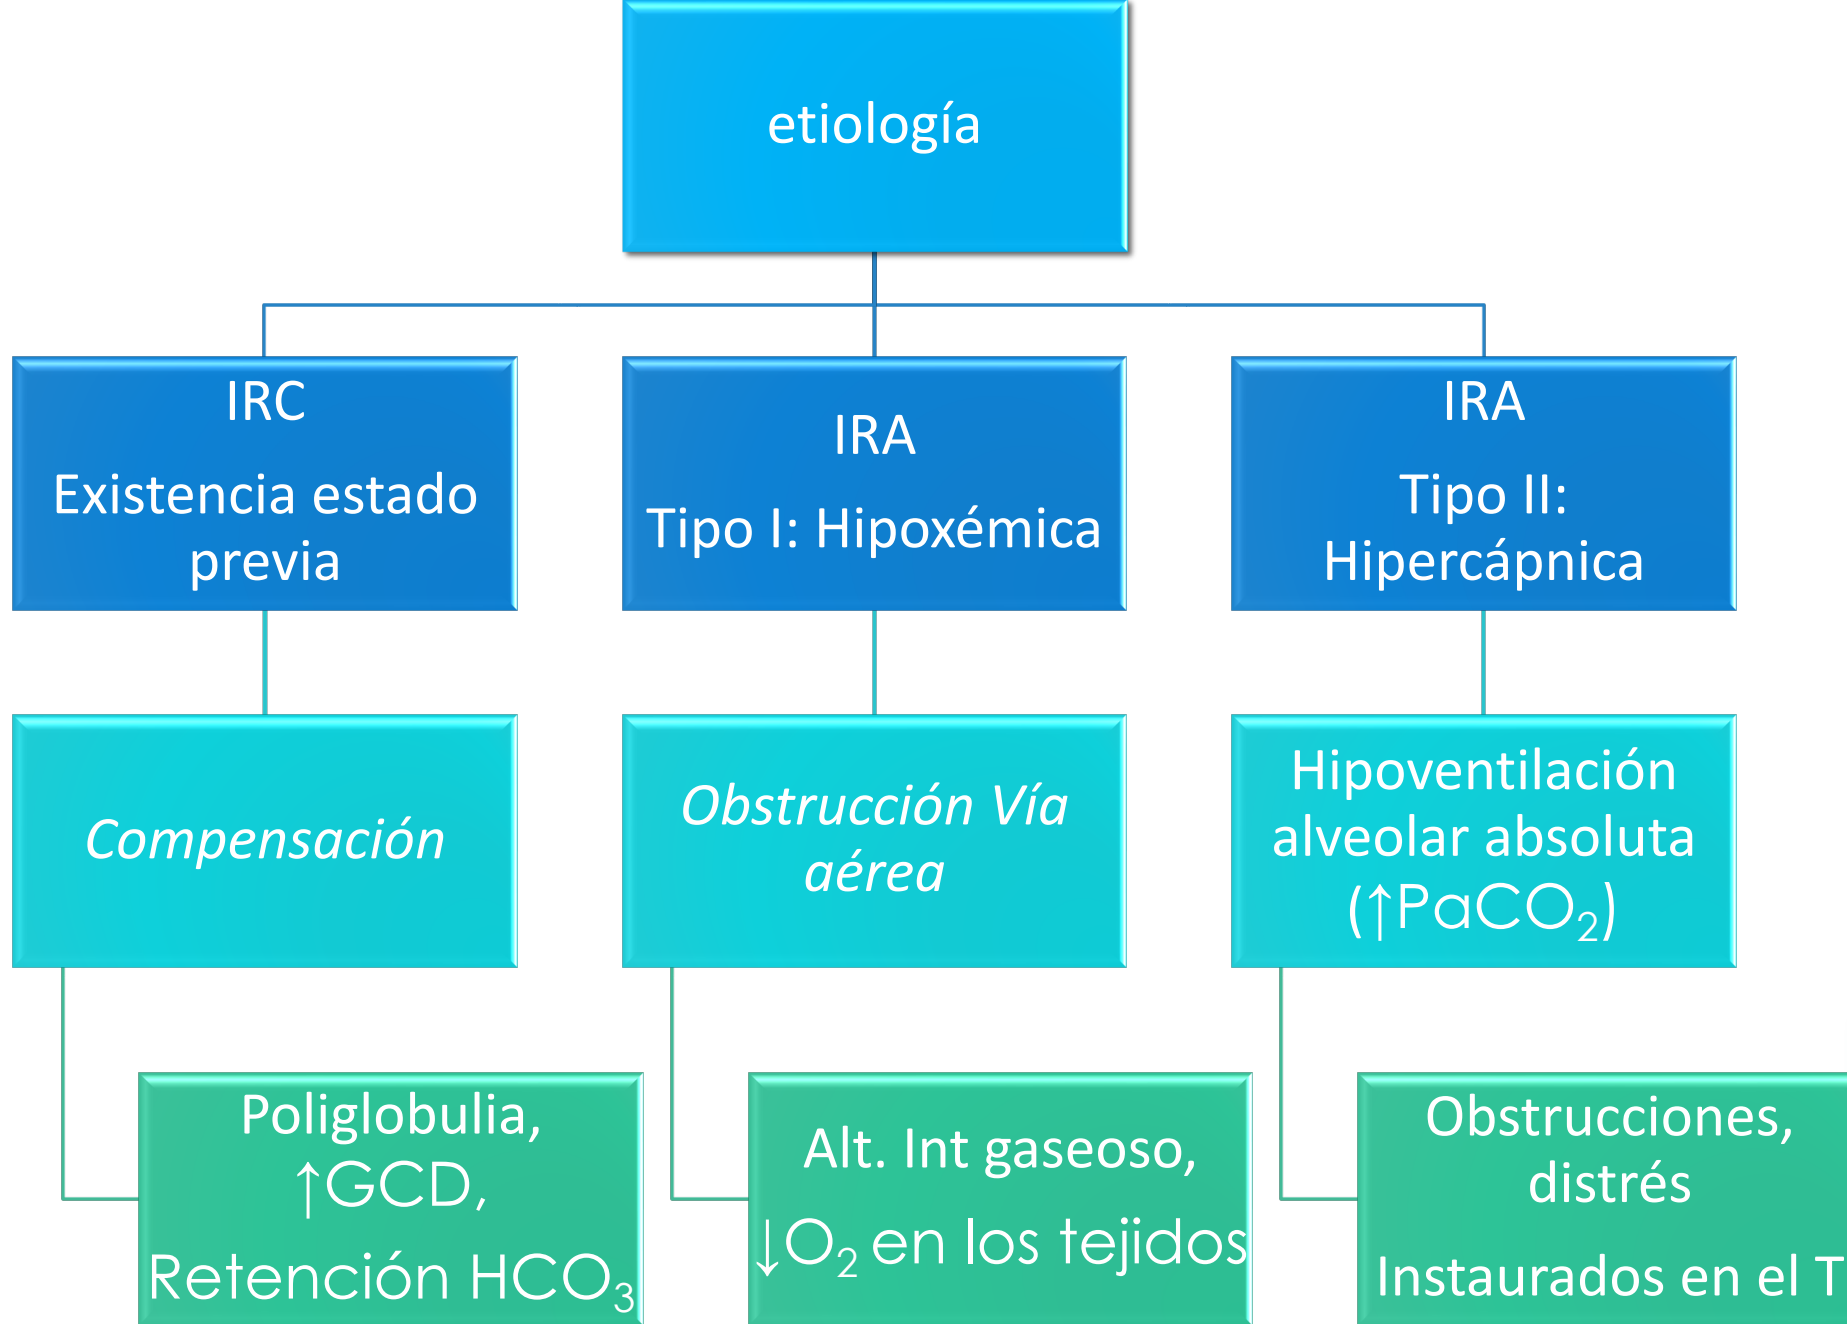 etiología
IRC
Existencia estado
previa
IRA
Tipo I: Hipoxémica
IRA
Tipo II:
Hipercápnica
Compensación
Obstrucción Vía
aérea
Hipoventilación
alveolar absoluta
(↑PaCO₂)
Poliglobulia,
↑GCD,
Retención HCO₃
Alt. Int gaseoso,
↓O₂ en los tejidos
Obstrucciones,
distrés
Instaurados en el T